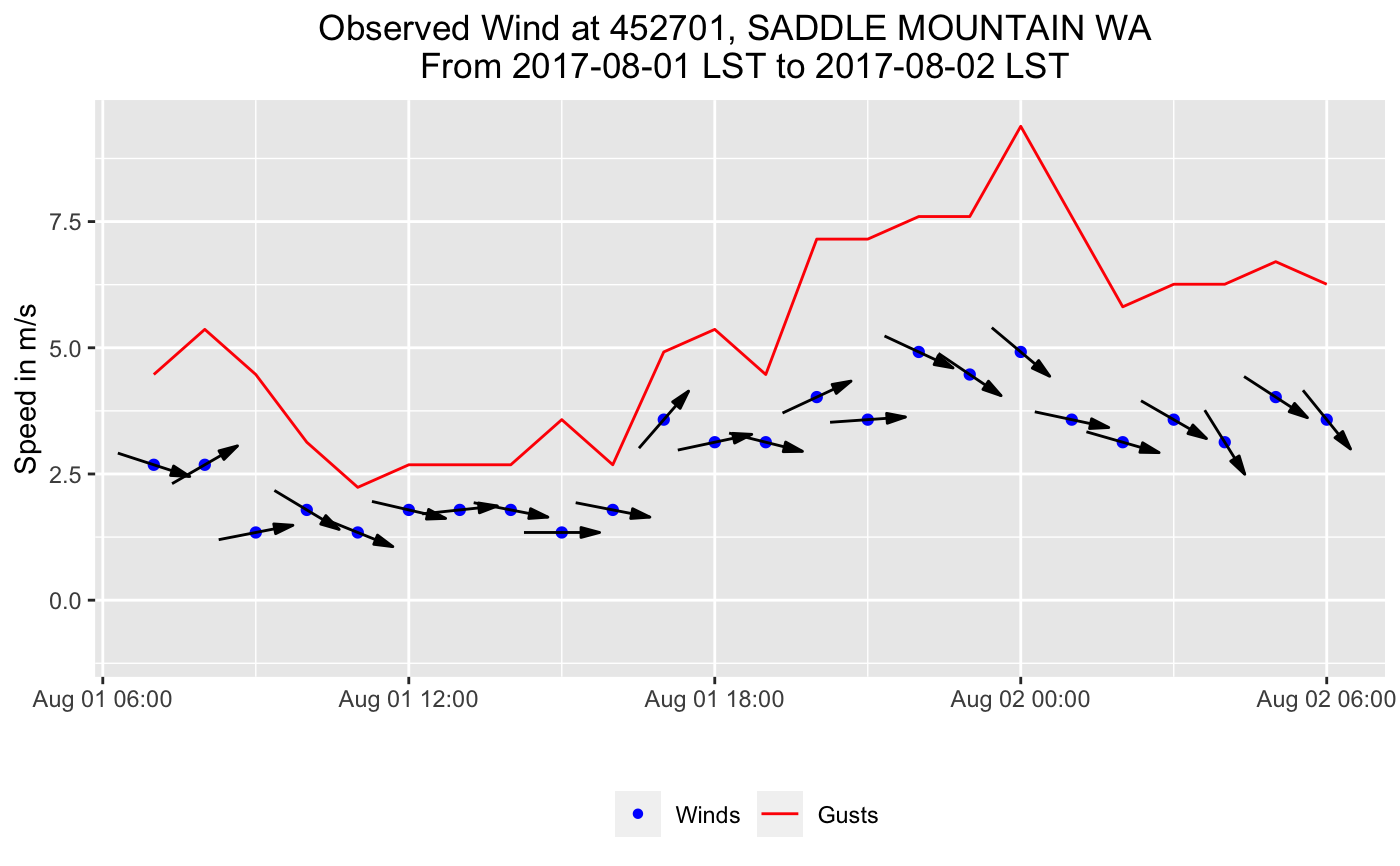 Observed Wind at 452701, SADDLE MOUNTAIN WA
From 2017-08-01 LST to 2017-08-02 LST
Speed in m/s
7.5
5.0
2.5
0.0
Aug 01 06:00
Aug 01 12:00
Aug 01 18:00
Aug 02 00:00
Aug 02 06:00
Winds
Gusts